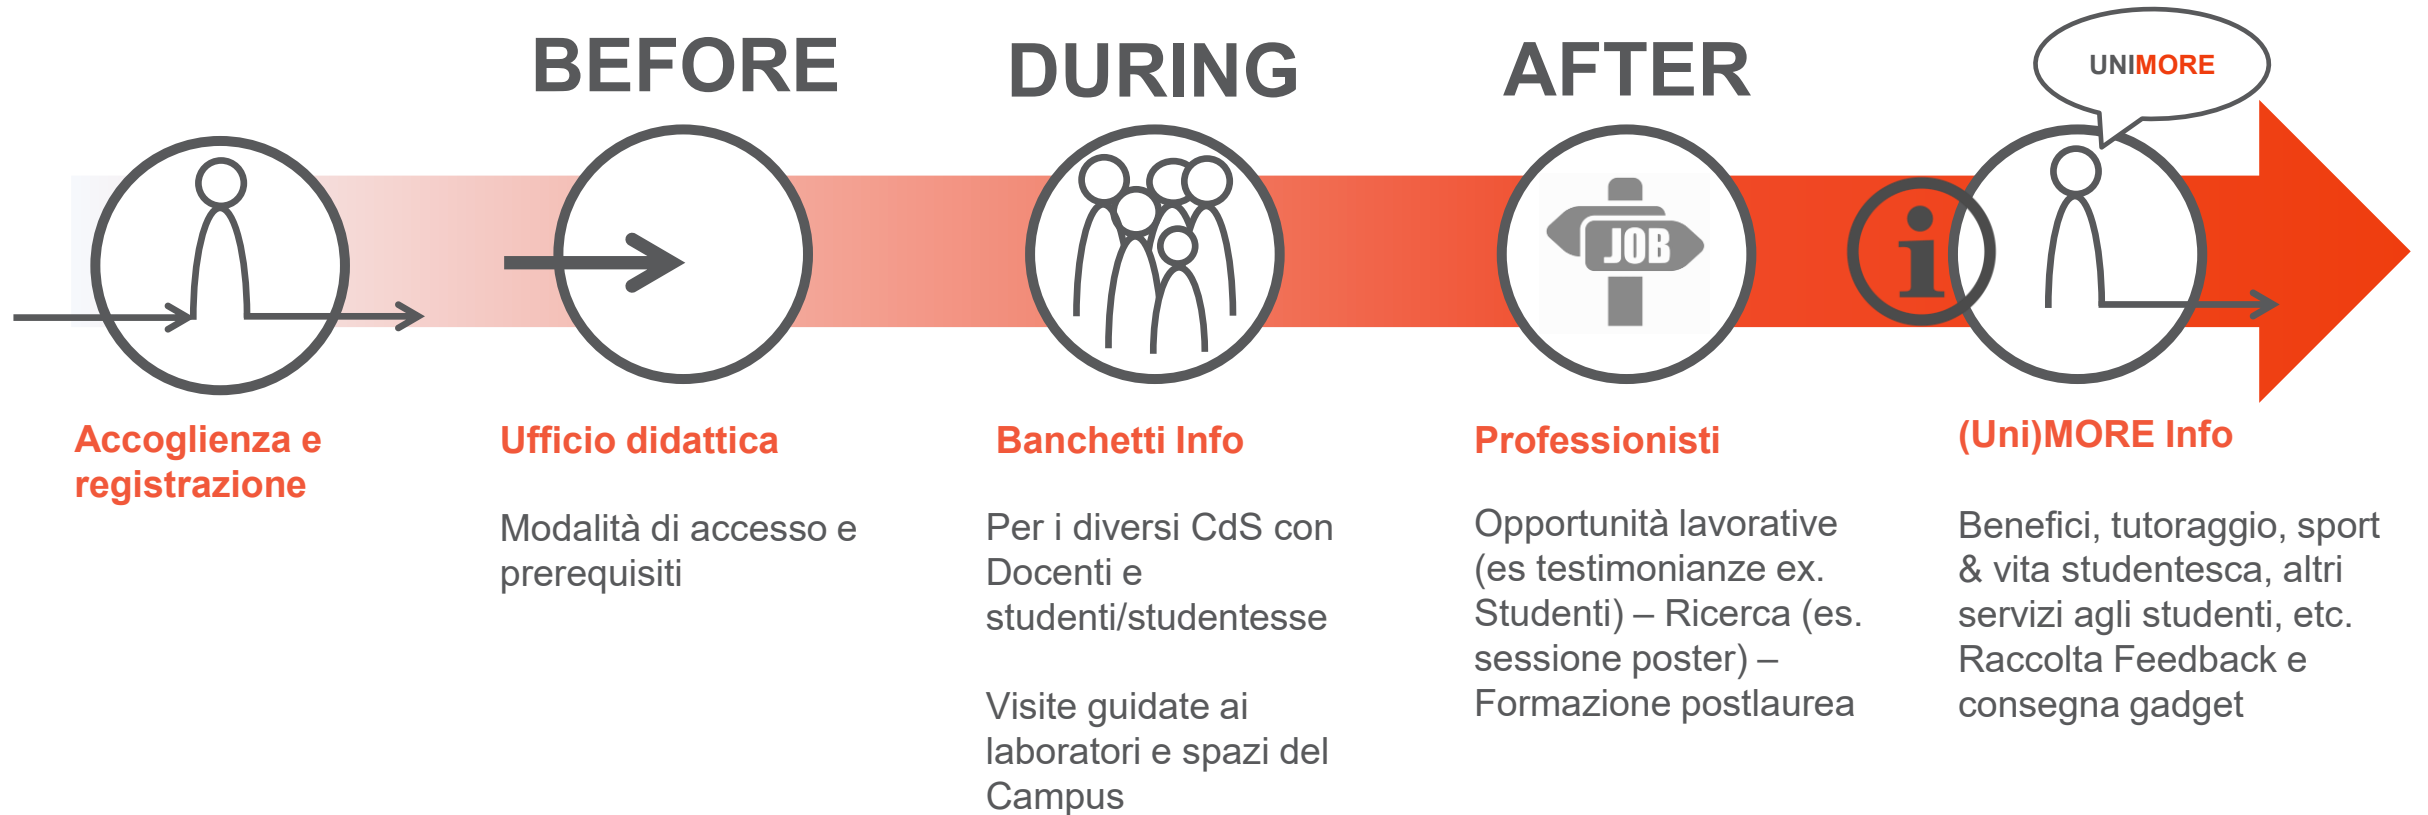 BEFORE
DURING
AFTER
UNIMORE
JOB
i
Accoglienza e
registrazione
Ufficio didattica
Modalità di accesso e
prerequisiti
Banchetti Info
Per i diversi CdS con
Docenti e
studenti/studentesse
Visite guidate ai
laboratori e spazi del
Campus
Professionisti
Opportunità lavorative
(es testimonianze ex.
Studenti) – Ricerca (es.
sessione poster) –
Formazione postlaurea
(Uni)MORE Info
Benefici, tutoraggio, sport
& vita studentesca, altri
servizi agli studenti, etc.
Raccolta Feedback e
consegna gadget